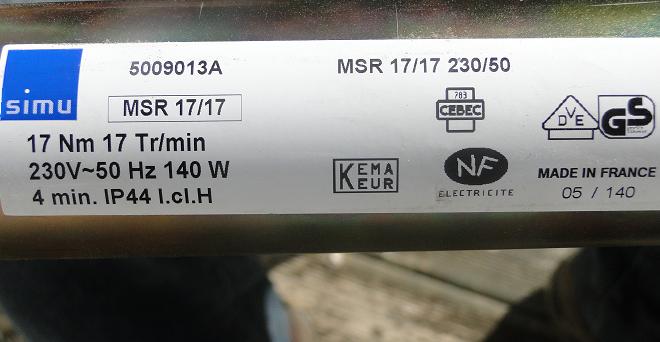 simu
5009013A
MSR 17/17 230/50
MSR 17/17
17 Nm 17 Tr/min
230V~50 Hz 140 W
4 min. IP44 I.cl.H
783
CEBEC
DVE
GS
KEMA
KEUR
NF
ELECTRICITE
MADE IN FRANCE
05 / 140